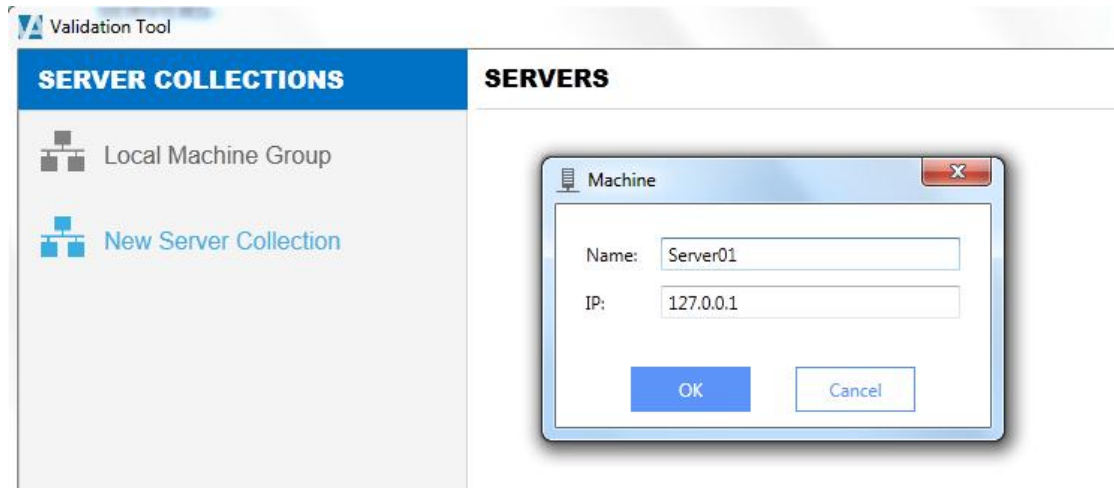 Validation Tool
SERVER COLLECTIONS
SERVERS
Local Machine Group
New Server Collection
Machine
Name: Server01
IP: 127.0.0.1
OK Cancel